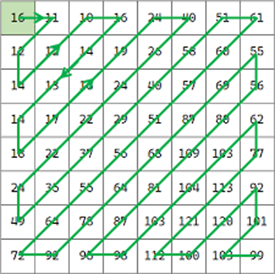 16 11 10 16 24 40 51 61
12 12 14 19 26 58 60 55
14 13 16 24 40 57 69 56
14 17 22 29 51 87 80 62
18 22 37 56 68 109 103 77
24 35 55 64 81 104 113 92
49 64 78 87 103 121 120 101
72 92 95 98 112 100 103 99